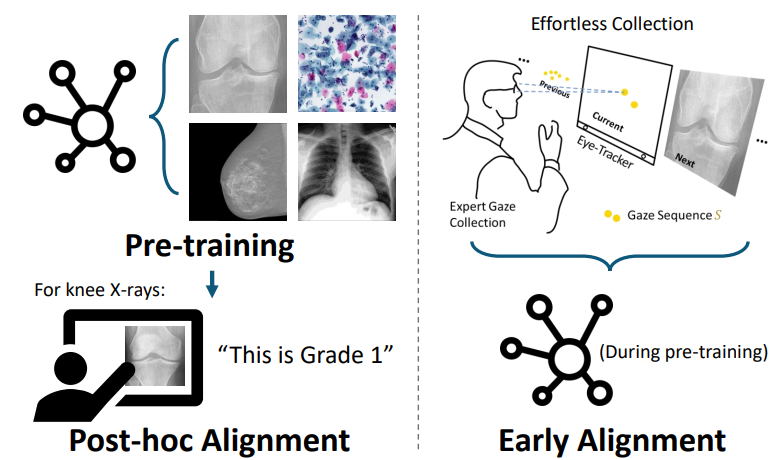 Pre-training
For knee X-rays:
“This is Grade 1”
Post-hoc Alignment
Effortless Collection
...
Previous
Current
Eye-Tracker
Next
...
Expert Gaze
Collection
Gaze Sequence S
(During pre-training)
Early Alignment